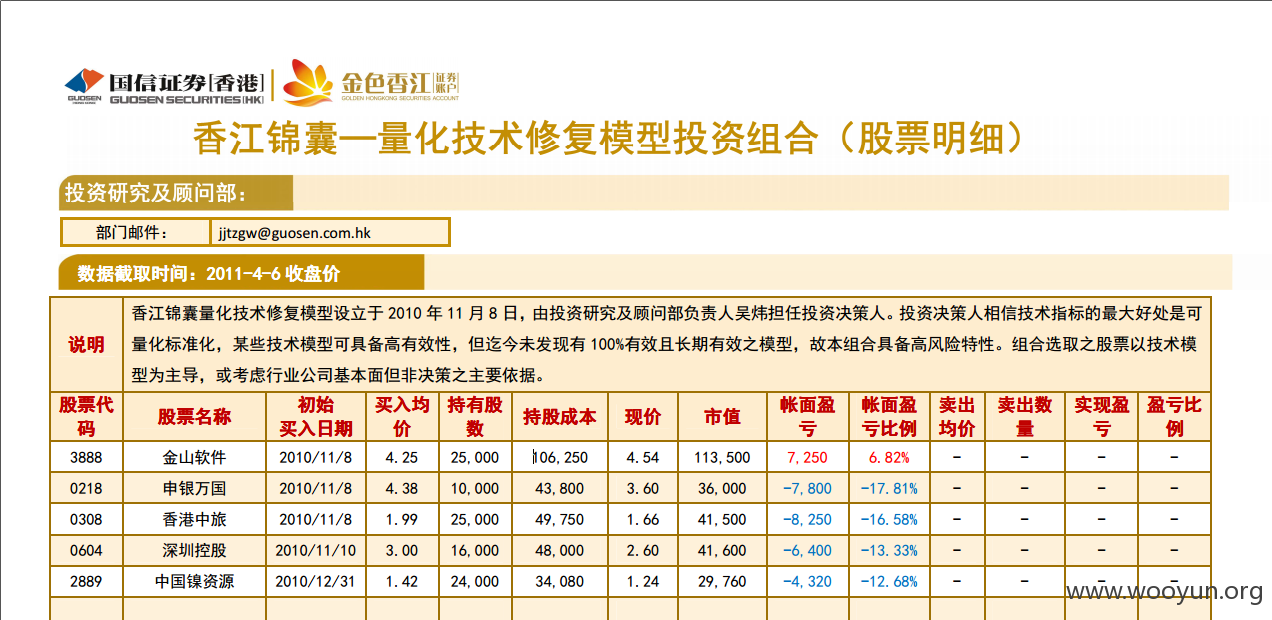 国信证券[香港] 金色香江 证券账户
GUOSEN GUOSEN SECURITIES(HK) GOLDEN HONGKONG SECURITIES ACCOUNT
香江锦囊—量化技术修复模型投资组合（股票明细）
投资研究及顾问部：
部门邮件： jjtzgw@guosen.com.hk
数据截取时间：2011-4-6 收盘价
说明
香江锦囊量化技术修复模型设立于 2010 年 11 月 8 日，由投资研究及顾问部负责人吴炜担任投资决策人。投资决策人相信技术指标的最大好处是可
量化标准化，某些技术模型可具备高有效性，但迄今未发现有 100%有效且长期有效之模型，故本组合具备高风险特性。组合选取之股票以技术模
型为主导，或考虑行业公司基本面但非决策之主要依据。
股票代码 股票名称 初始买入日期 买入均价 持有股数 持股成本 现价 市值 帐面盈亏 帐面盈亏比例 卖出均价 卖出数量 实现盈亏 盈亏比例
3888 金山软件 2010/11/8 4.25 25,000 106,250 4.54 113,500 7,250 6.82% - - - -
0218 申银万国 2010/11/8 4.38 10,000 43,800 3.60 36,000 -7,800 -17.81% - - - -
0308 香港中旅 2010/11/8 1.99 25,000 49,750 1.66 41,500 -8,250 -16.58% - - - -
0604 深圳控股 2010/11/10 3.00 16,000 48,000 2.60 41,600 -6,400 -13.33% - - - -
2889 中国镍资源 2010/12/31 1.42 24,000 34,080 1.24 29,760 -4,320 -12.68% - - - -
www.wooyun.org